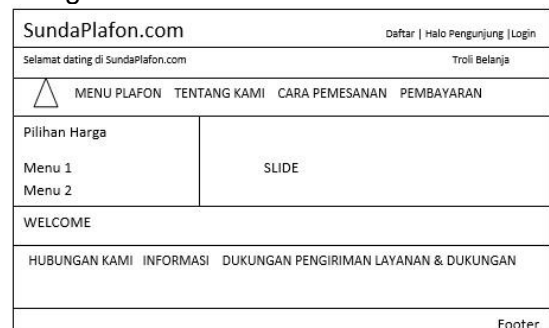 SundaPlafon.com Daftar | Halo Pengunjung |Login
Selamat dating di SundaPlafon.com Troli Belanja
MENU PLAFON TENTANG KAMI CARA PEMESANAN PEMBAYARAN
Pilihan Harga
Menu 1 SLIDE
Menu 2
WELCOME
HUBUNGAN KAMI INFORMASI DUKUNGAN PENGIRIMAN LAYANAN & DUKUNGAN
Footer